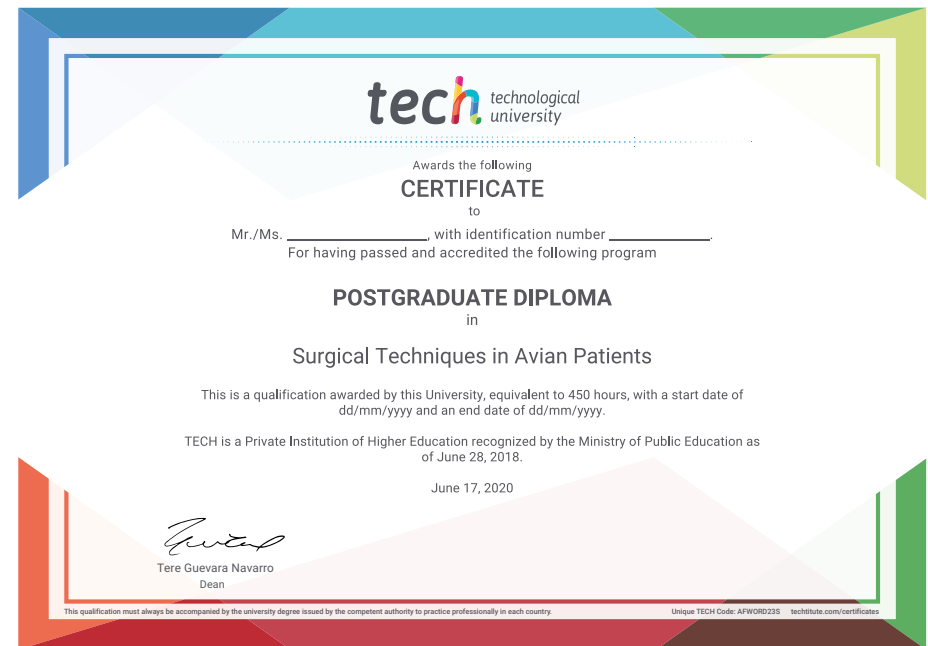 tech technological
university
Awards the following
CERTIFICATE
to
Mr./Ms. ____________________, with identification number ______________.
For having passed and accredited the following program
POSTGRADUATE DIPLOMA
in
Surgical Techniques in Avian Patients
This is a qualification awarded by this University, equivalent to 450 hours, with a start date of
dd/mm/yyyy and an end date of dd/mm/yyyy.
TECH is a Private Institution of Higher Education recognized by the Ministry of Public Education as
of June 28, 2018.
June 17, 2020
Tere Guevara Navarro
Dean
This qualification must always be accompanied by the university degree issued by the competent authority to practice professionally in each country.
Unique TECH Code: AFWORD23S techtitute.com/certificates